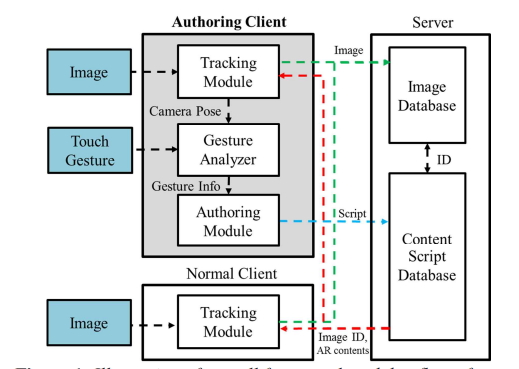 Authoring Client
Server
Image
Tracking
Module
Image
Image
Database
Camera Pose
Touch
Gesture
Gesture
Analyzer
ID
Gesture Info
Authoring
Module
Script
Content
Script
Database
Normal Client
Image
Tracking
Module
Image ID,
AR contents